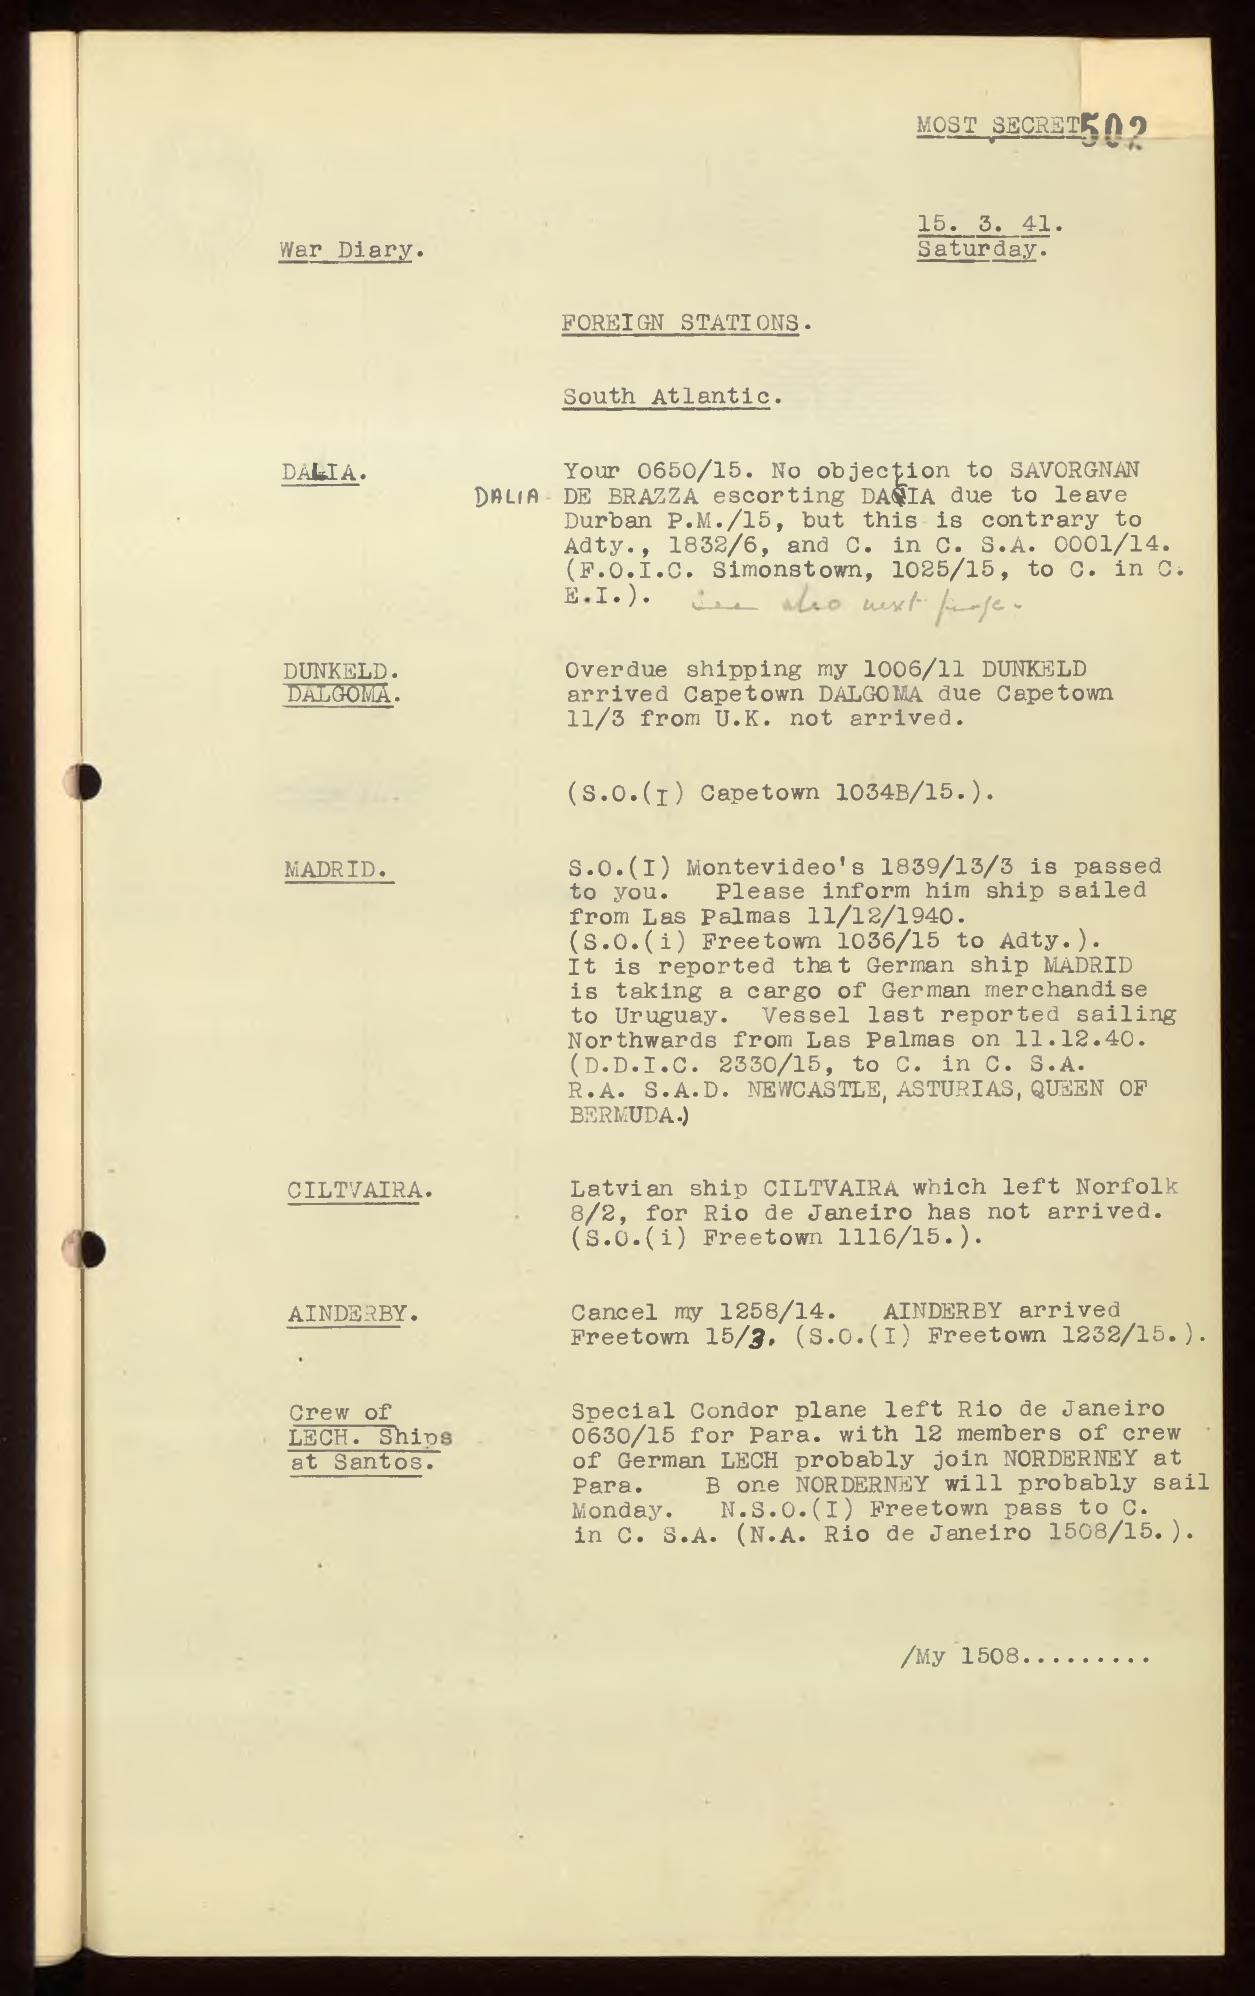 MOST SECRET 502
15. 3. 41.
War Diary. Saturday.
FOREIGN STATIONS.
South Atlantic.
DALIA. Your 0650/15. No objection to SAVORGNAN
DALIA DE BRAZZA escorting DALIA due to leave
Durban P.M./15, but this is contrary to
Adty., 1832/6, and C. in C. S.A. 0001/14.
(F.O.I.C. Simonstown, 1025/15, to C. in C.
E.I.). See also next page.
DUNKELD. Overdue shipping my 1006/11 DUNKELD
DALGOMA. arrived Capetown DALGOMA due Capetown
11/3 from U.K. not arrived.
(S.O.(I) Capetown 1034B/15.).
MADRID. S.O.(I) Montevideo's 1839/13/3 is passed
to you. Please inform him ship sailed
from Las Palmas 11/12/1940.
(S.O.(i) Freetown 1036/15 to Adty.).
It is reported that German ship MADRID
is taking a cargo of German merchandise
to Uruguay. Vessel last reported sailing
Northwards from Las Palmas on 11.12.40.
(D.D.I.C. 2330/15, to C. in C. S.A.
R.A. S.A.D. NEWCASTLE, ASTURIAS, QUEEN OF
BERMUDA.)
CILTVAIRA. Latvian ship CILTVAIRA which left Norfolk
8/2, for Rio de Janeiro has not arrived.
(S.O.(i) Freetown 1116/15.).
AINDERBY. Cancel my 1258/14. AINDERBY arrived
Freetown 15/3. (S.O.(I) Freetown 1232/15.).
Crew of Special Condor plane left Rio de Janeiro
LECH. Ships 0630/15 for Para. with 12 members of crew
at Santos. of German LECH probably join NORDERNEY at
Para. B one NORDERNEY will probably sail
Monday. N.S.O.(I) Freetown pass to C.
in C. S.A. (N.A. Rio de Janeiro 1508/15.).
/My 1508.........